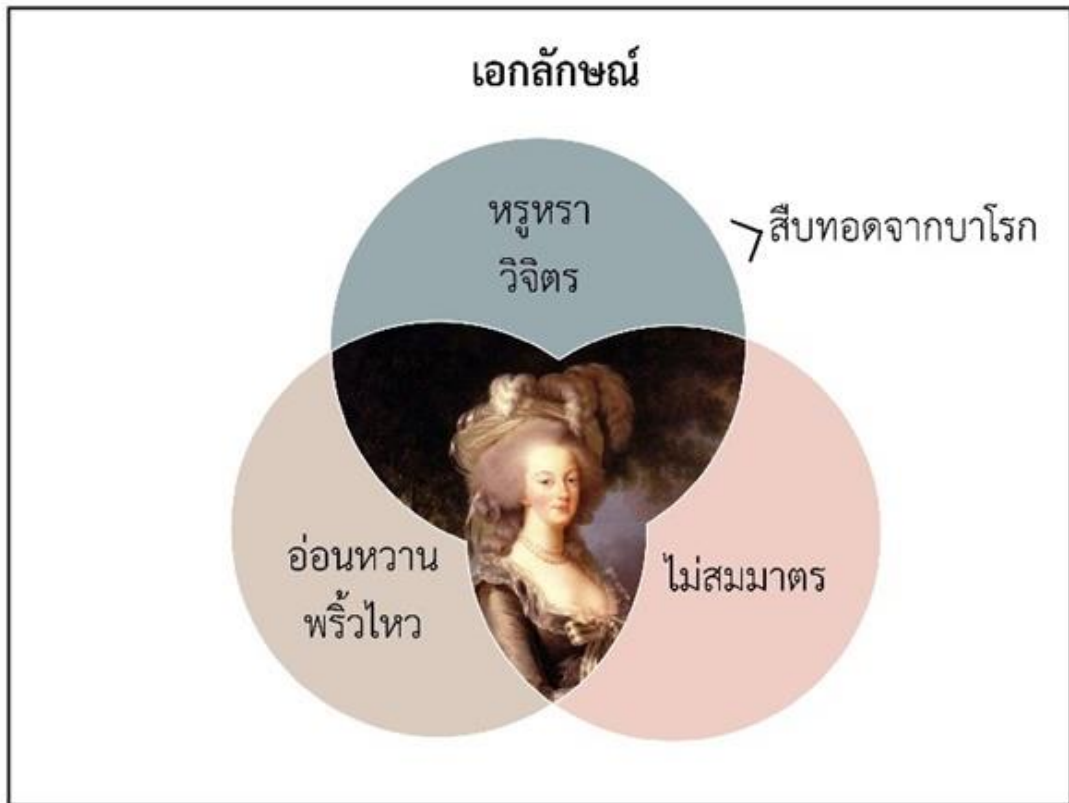 เอกลักษณ์
หรูหรา
วิจิตร
สืบทอดจากบาโรก
อ่อนหวาน
พริ้วไหว
ไม่สมมาตร